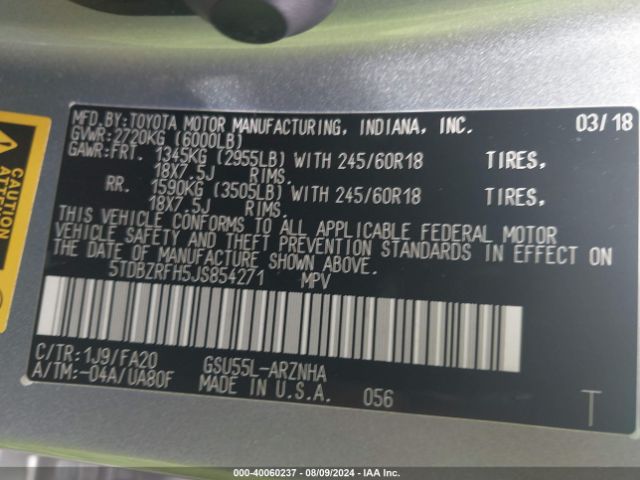 MFD.BY:TOYOTA MOTOR MANUFACTURING, INDIANA, INC. 03/18
GVWR:2720KG (6000LB)
GAWR:FRT. 1345KG (2955LB) WITH 245/60R18 TIRES,
18X7.5J RIMS.
RR. 1590KG (3505LB) WITH 245/60R18 TIRES,
18X7.5J RIMS.
THIS VEHICLE CONFORMS TO ALL APPLICABLE FEDERAL MOTOR
VEHICLE SAFETY AND THEFT PREVENTION STANDARDS IN EFFECT ON
THE DATE OF MANUFACTURE SHOWN ABOVE.
5TDBZRFH5JS854271 MPV
C/TR:1J9/FA20 GSU55L-ARZNHA
A/TM:-04A/UA80F MADE IN U.S.A. 056
T
CAUTION
000-40060237 - 08/09/2024 - IAA Inc.